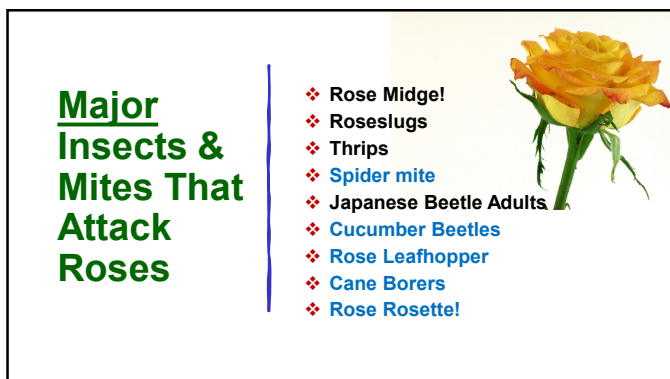 Major
Insects &
Mites That
Attack
Roses
❖ Rose Midge!
❖ Roseslugs
❖ Thrips
❖ Spider mite
❖ Japanese Beetle Adults
❖ Cucumber Beetles
❖ Rose Leafhopper
❖ Cane Borers
❖ Rose Rosette!